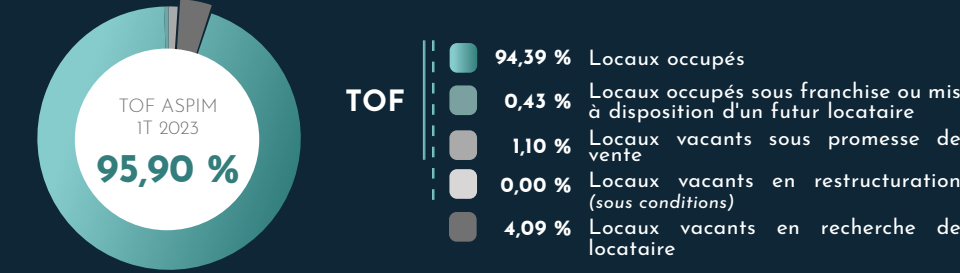 TOF ASPIM
1T 2023
95,90 %
TOF
94,39 % Locaux occupés
0,43 % Locaux occupés sous franchise ou mis
à disposition d'un futur locataire
1,10 % Locaux vacants sous promesse de
vente
0,00 % Locaux vacants en restructuration
(sous conditions)
4,09 % Locaux vacants en recherche de
locataire